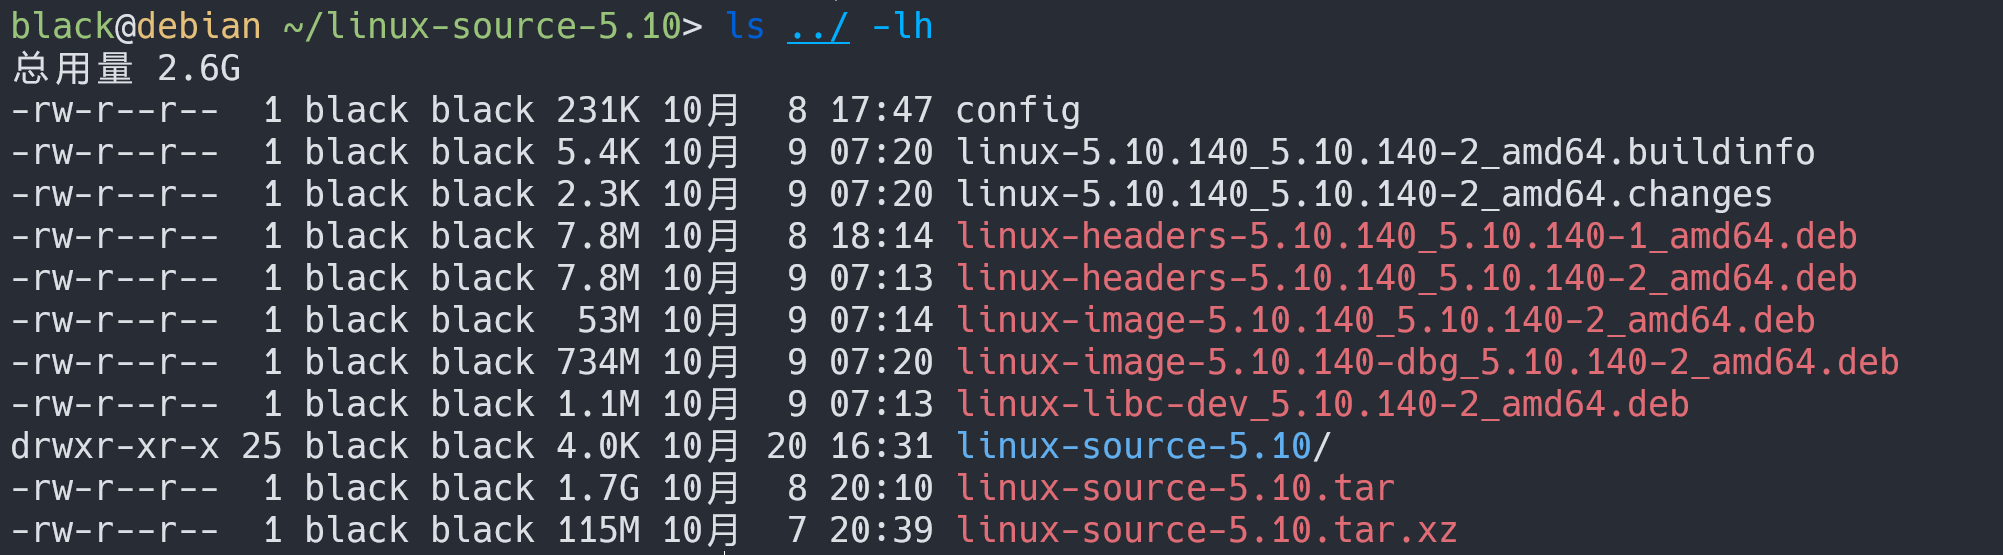 black@debian ~/linux-source-5.10> ls ../ -lh
总用量 2.6G
-rw-r--r--  1 black black 231K 10月  8 17:47 config
-rw-r--r--  1 black black 5.4K 10月  9 07:20 linux-5.10.140_5.10.140-2_amd64.buildinfo
-rw-r--r--  1 black black 2.3K 10月  9 07:20 linux-5.10.140_5.10.140-2_amd64.changes
-rw-r--r--  1 black black 7.8M 10月  8 18:14 linux-headers-5.10.140_5.10.140-1_amd64.deb
-rw-r--r--  1 black black 7.8M 10月  9 07:13 linux-headers-5.10.140_5.10.140-2_amd64.deb
-rw-r--r--  1 black black  53M 10月  9 07:14 linux-image-5.10.140_5.10.140-2_amd64.deb
-rw-r--r--  1 black black 734M 10月  9 07:20 linux-image-5.10.140-dbg_5.10.140-2_amd64.deb
-rw-r--r--  1 black black 1.1M 10月  9 07:13 linux-libc-dev_5.10.140-2_amd64.deb
drwxr-xr-x 25 black black 4.0K 10月 20 16:31 linux-source-5.10/
-rw-r--r--  1 black black 1.7G 10月  8 20:10 linux-source-5.10.tar
-rw-r--r--  1 black black 115M 10月  7 20:39 linux-source-5.10.tar.xz